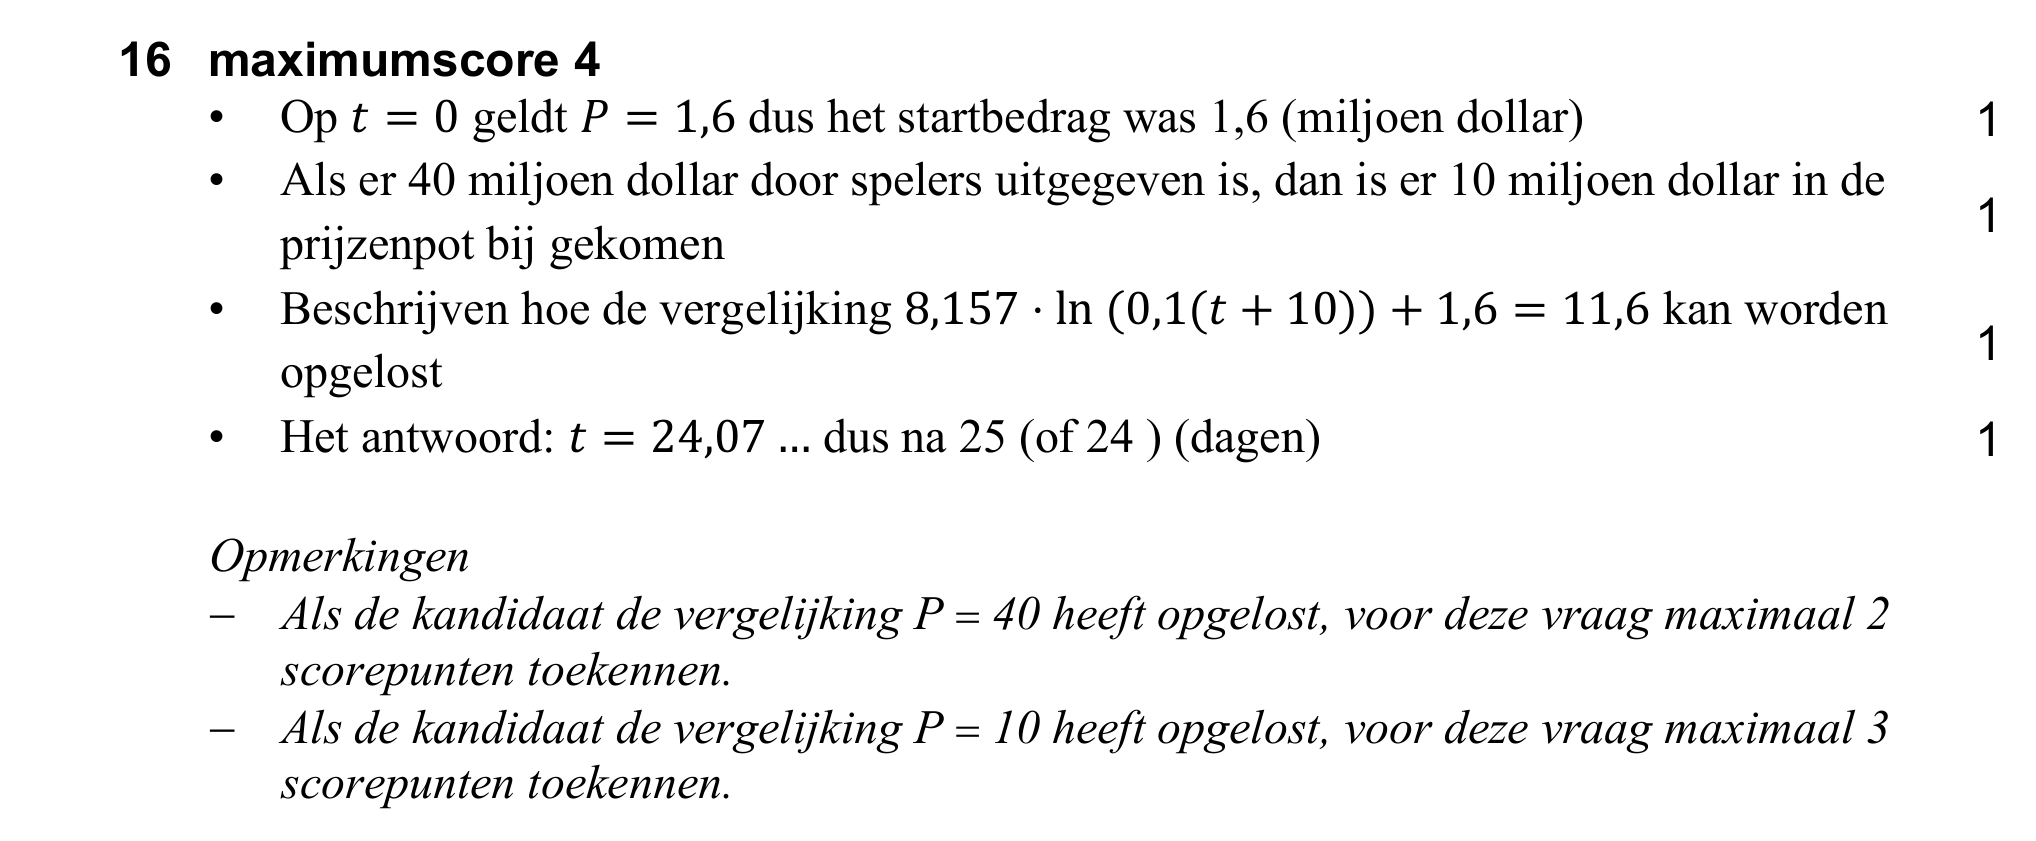 16 maximumscore 4
• Op t = 0 geldt P = 1,6 dus het startbedrag was 1,6 (miljoen dollar) 1
• Als er 40 miljoen dollar door spelers uitgegeven is, dan is er 10 miljoen dollar in de
prijzenpot bij gekomen 1
• Beschrijven hoe de vergelijking 8,157 · ln (0,1(t + 10)) + 1,6 = 11,6 kan worden
opgelost 1
• Het antwoord: t = 24,07 ... dus na 25 (of 24 ) (dagen) 1
Opmerkingen
– Als de kandidaat de vergelijking P = 40 heeft opgelost, voor deze vraag maximaal 2
scorepunten toekennen.
– Als de kandidaat de vergelijking P = 10 heeft opgelost, voor deze vraag maximaal 3
scorepunten toekennen.